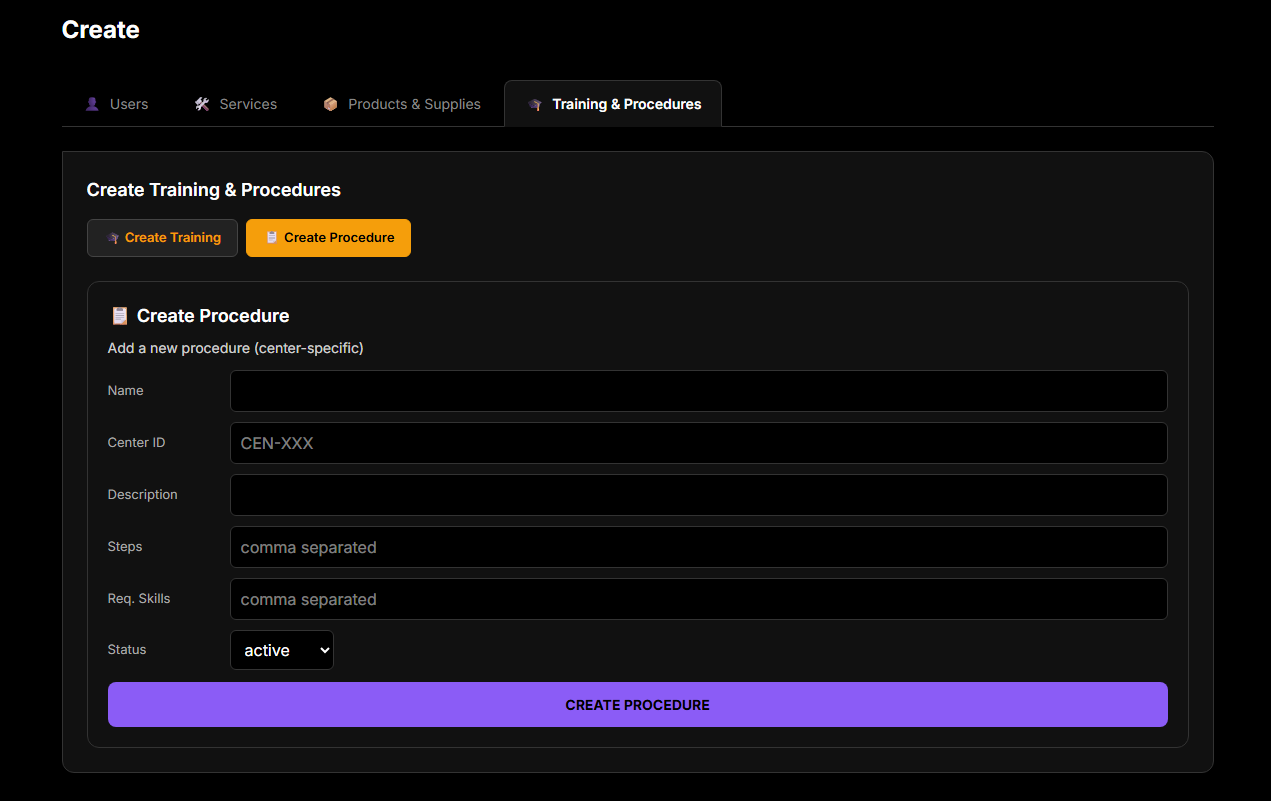 Create
Users Services Products & Supplies Training & Procedures
Create Training & Procedures
Create Training Create Procedure
Create Procedure
Add a new procedure (center-specific)
Name
Center ID CEN-XXX
Description
Steps comma separated
Req. Skills comma separated
Status active
CREATE PROCEDURE